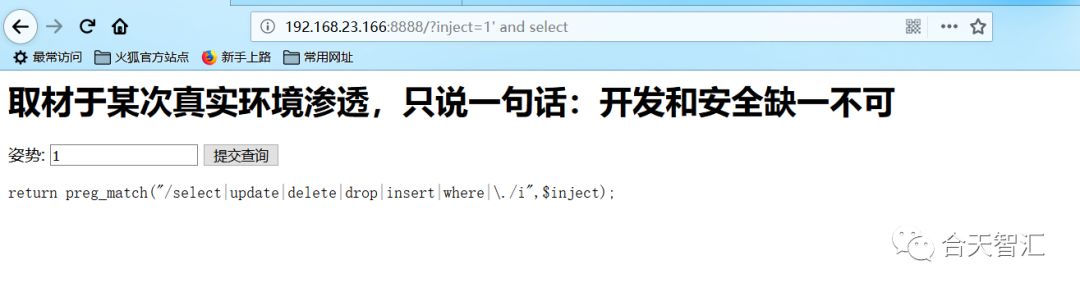 192.168.23.166:8888/?inject=1' and select
最常访问 火狐官方站点 新手上路 常用网址
取材于某次真实环境渗透，只说一句话：开发和安全缺一不可
姿势: 1 提交查询
return preg_match("/select|update|delete|drop|insert|where|\./i",$inject);
合天智汇